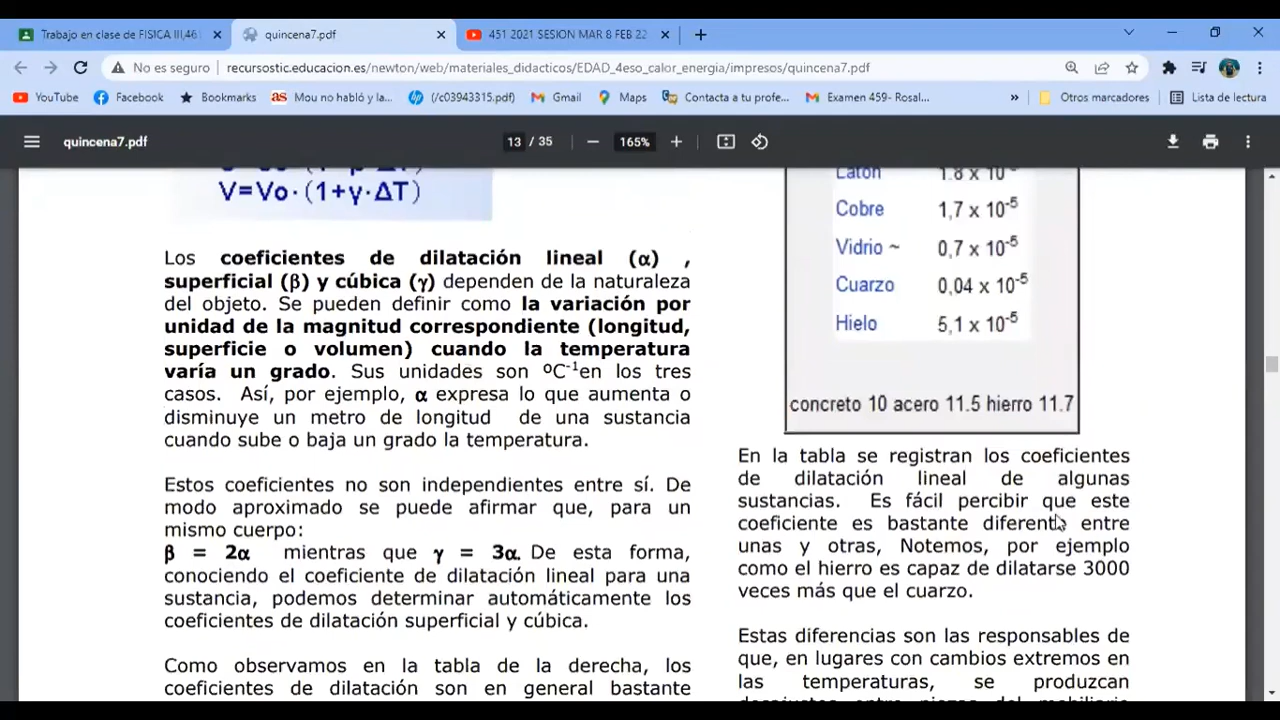 Trabajo en clase de FISICA III,46
quincena7.pdf
451 2021 SESION MAR 8 FEB 22
No es seguro
recursostic.educacion.es/newton/web/materiales_didacticos/EDAD_4eso_calor_energia/impresos/quincena7.pdf
YouTube
Facebook
Bookmarks
Mou no habló y la...
(/c03943315.pdf)
Gmail
Maps
Contacta a tu profe...
Examen 459- Rosal...
»
Otros marcadores
Lista de lectura
quincena7.pdf
13 / 35
165%
V=Vo·(1+γ·ΔT)
Los coeficientes de dilatación lineal (α) ,
superficial (β) y cúbica (γ) dependen de la naturaleza
del objeto. Se pueden definir como la variación por
unidad de la magnitud correspondiente (longitud,
superficie o volumen) cuando la temperatura
varía un grado. Sus unidades son ºC⁻¹en los tres
casos. Así, por ejemplo, α expresa lo que aumenta o
disminuye un metro de longitud de una sustancia
cuando sube o baja un grado la temperatura.
Estos coeficientes no son independientes entre sí. De
modo aproximado se puede afirmar que, para un
mismo cuerpo:
β = 2α mientras que γ = 3α. De esta forma,
conociendo el coeficiente de dilatación lineal para una
sustancia, podemos determinar automáticamente los
coeficientes de dilatación superficial y cúbica.
Como observamos en la tabla de la derecha, los
coeficientes de dilatación son en general bastante
Latón 1.8 x 10⁻⁵
Cobre 1,7 x 10⁻⁵
Vidrio ~ 0,7 x 10⁻⁵
Cuarzo 0,04 x 10⁻⁵
Hielo 5,1 x 10⁻⁵
concreto 10 acero 11.5 hierro 11.7
En la tabla se registran los coeficientes
de dilatación lineal de algunas
sustancias. Es fácil percibir que este
coeficiente es bastante diferente entre
unas y otras, Notemos, por ejemplo
como el hierro es capaz de dilatarse 3000
veces más que el cuarzo.
Estas diferencias son las responsables de
que, en lugares con cambios extremos en
las temperaturas, se produzcan